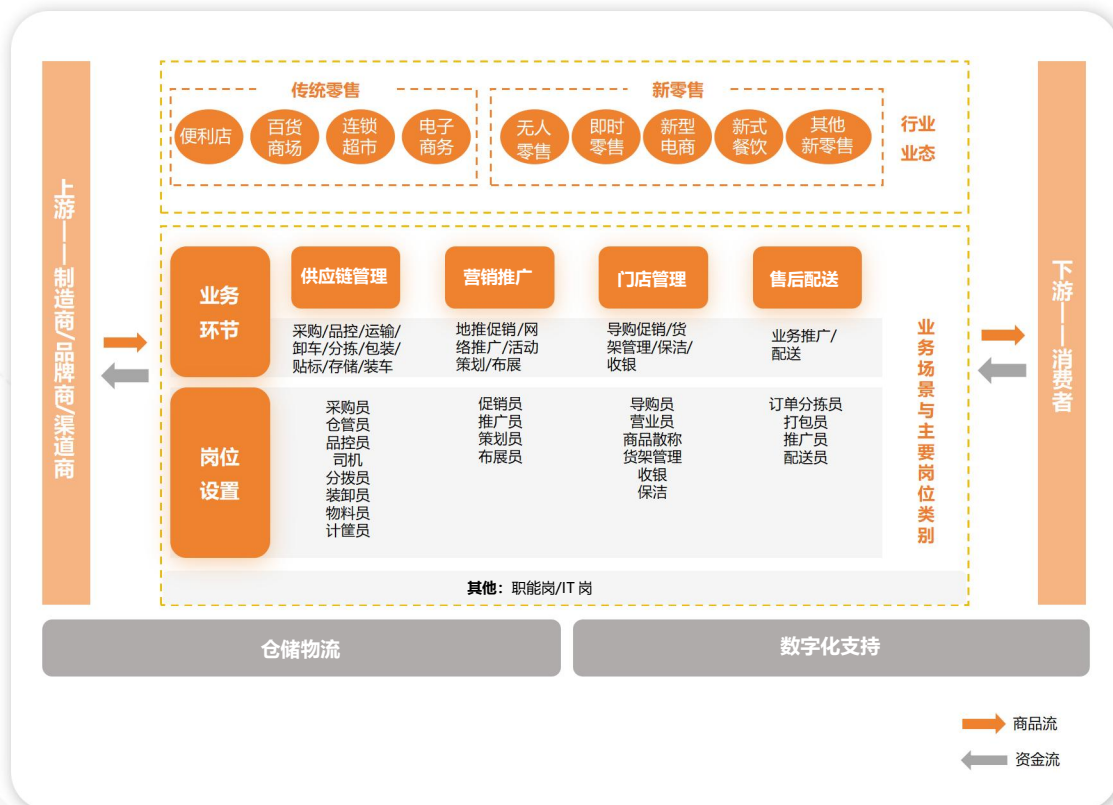 传统零售
新零售
便利店
百货
商场
连锁
超市
电子
商务
无人
零售
即时
零售
新型
电商
新式
餐饮
其他
新零售
行业
业态
上游——制造商/品牌商/渠道商
下游——消费者
业务
环节
供应链管理
营销推广
门店管理
售后配送
采购/品控/运输/
卸车/分拣/包装/
贴标/存储/装车
地推促销/网
络推广/活动
策划/布展
导购促销/货
架管理/保洁/
收银
业务推广/
配送
业务场景与主要岗位类别
岗位
设置
采购员
仓管员
品控员
司机
分拨员
装卸员
物料员
计筐员
促销员
推广员
策划员
布展员
导购员
营业员
商品散称
货架管理
收银
保洁
订单分拣员
打包员
推广员
配送员
其他：职能岗/IT 岗
仓储物流
数字化支持
商品流
资金流